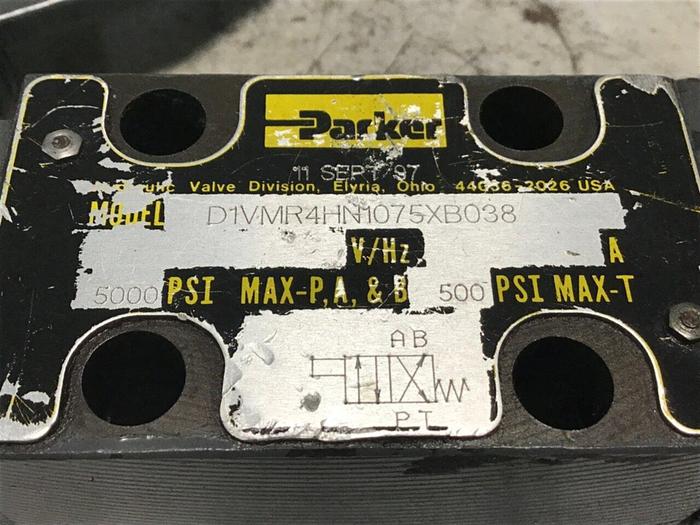 Parker
11 SEPT 97
Hydraulic Valve Division, Elyria, Ohio 44036-2026 USA
MODEL D1VMR4HN1075XB038
V/Hz A
5000 PSI MAX-P, A, & B 500 PSI MAX-T
AB
PT